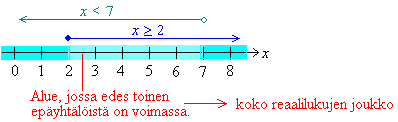 x < 7
x ≥ 2
0 1 2 3 4 5 6 7 8 x
Alue, jossa edes toinen
epäyhtälöistä on voimassa.
koko reaalilukujen joukko